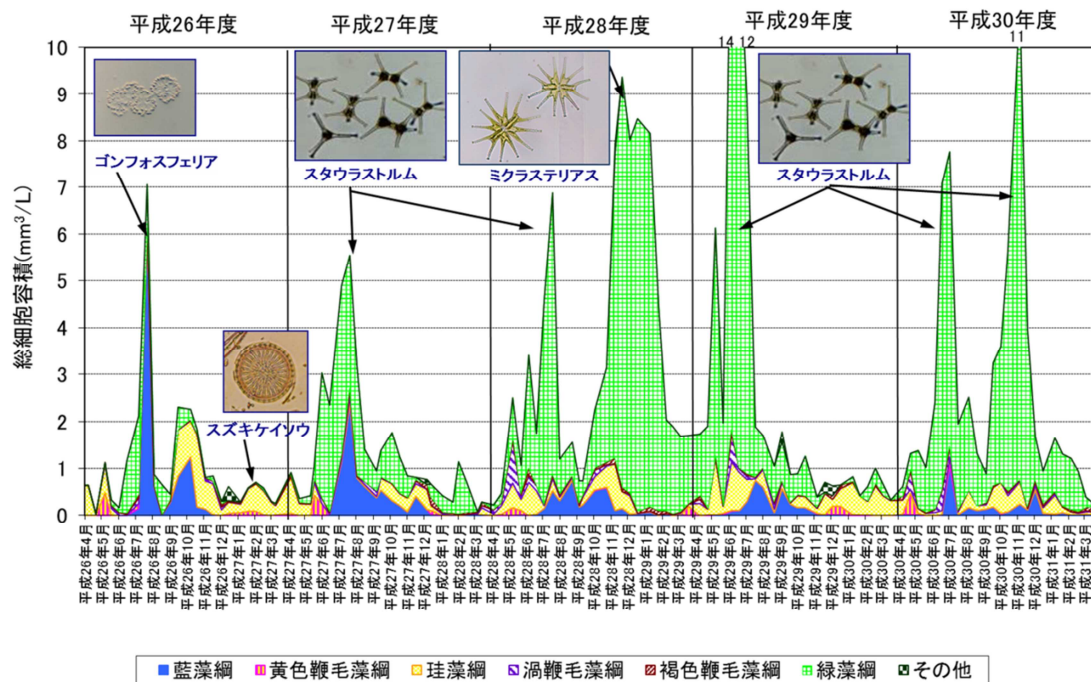 平成26年度 平成27年度 平成28年度 平成29年度 平成30年度
14 12
11
ゴンフォスフェリア
スタウラストルム
ミクラステリアス
スタウラストルム
スズキケイソウ
総細胞容積(mm³/L)
10
9
8
7
6
5
4
3
2
1
0
平成26年4月
平成26年5月
平成26年6月
平成26年7月
平成26年8月
平成26年9月
平成26年10月
平成26年11月
平成26年12月
平成27年1月
平成27年2月
平成27年3月
平成27年4月
平成27年5月
平成27年6月
平成27年7月
平成27年8月
平成27年9月
平成27年10月
平成27年11月
平成27年12月
平成28年1月
平成28年2月
平成28年3月
平成28年4月
平成28年5月
平成28年6月
平成28年7月
平成28年8月
平成28年9月
平成28年10月
平成28年11月
平成28年12月
平成29年1月
平成29年2月
平成29年3月
平成29年4月
平成29年5月
平成29年6月
平成29年7月
平成29年8月
平成29年9月
平成29年10月
平成29年11月
平成29年12月
平成30年1月
平成30年2月
平成30年3月
平成30年4月
平成30年5月
平成30年6月
平成30年7月
平成30年8月
平成30年9月
平成30年10月
平成30年11月
平成30年12月
平成31年1月
平成31年2月
平成31年3月
藍藻綱 黄色鞭毛藻綱 珪藻綱 渦鞭毛藻綱 褐色鞭毛藻綱 緑藻綱 その他